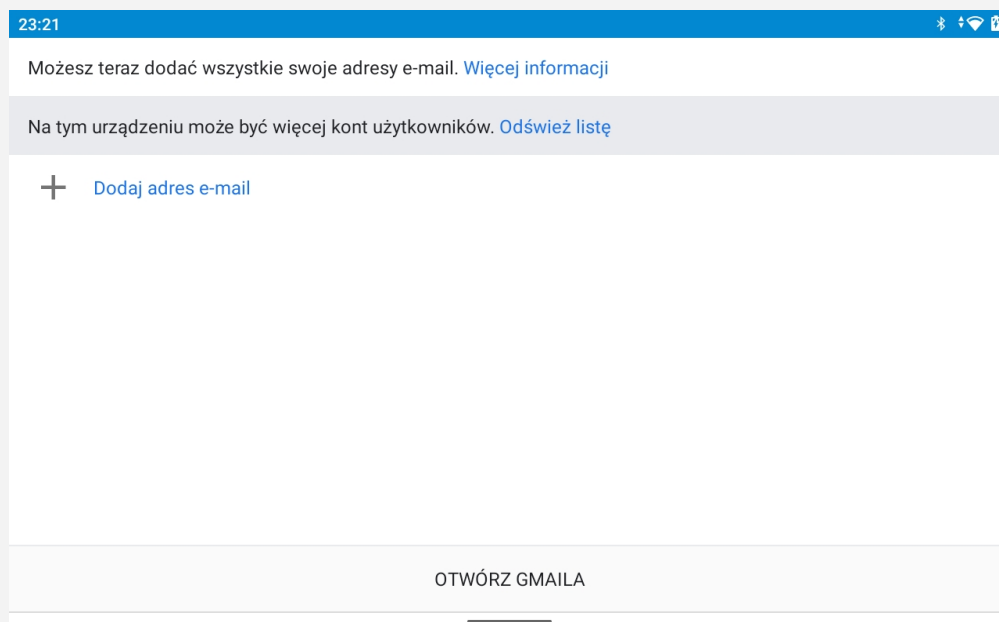 23:21
Możesz teraz dodać wszystkie swoje adresy e-mail. Więcej informacji
Na tym urządzeniu może być więcej kont użytkowników. Odśwież listę
Dodaj adres e-mail
OTWÓRZ GMAILA